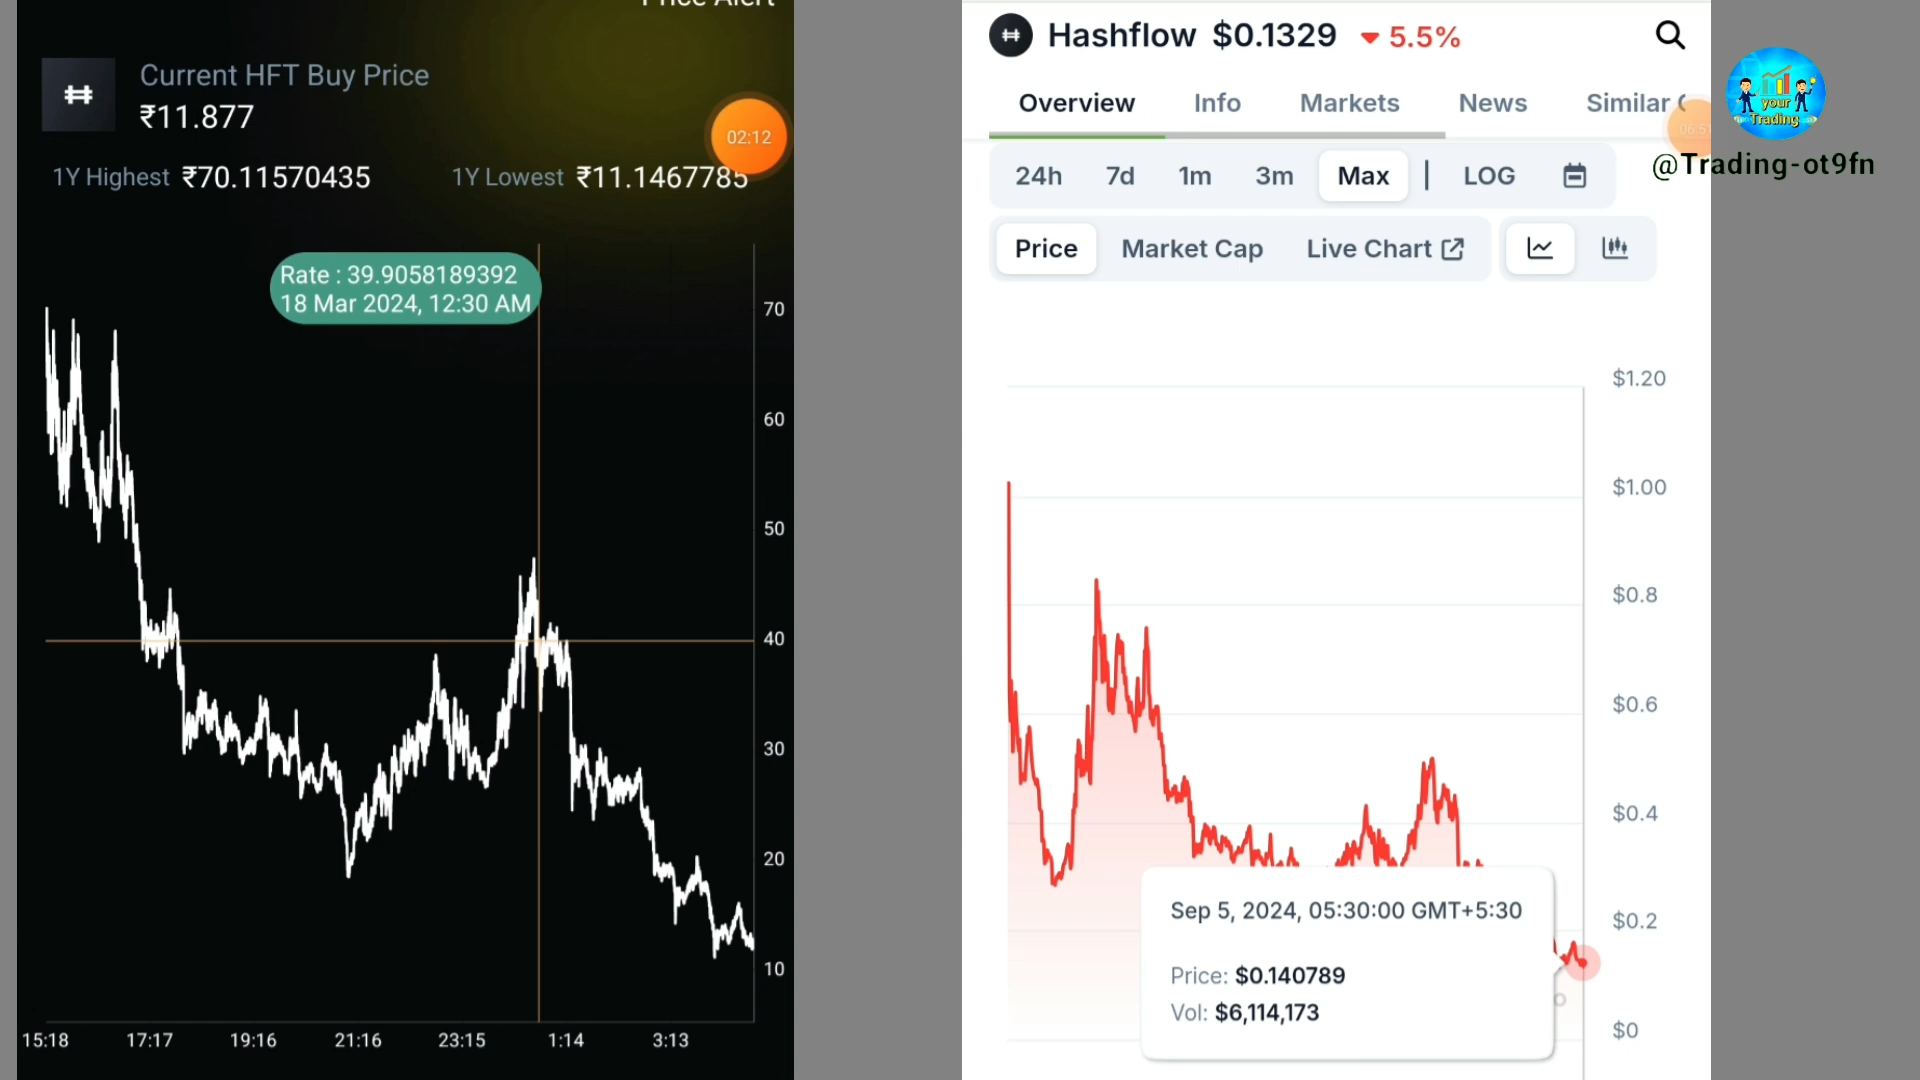 Price Alert
Current HFT Buy Price
₹11.877
02:12
1Y Highest ₹70.11570435
1Y Lowest ₹11.1467785
Rate : 39.9058189392
18 Mar 2024, 12:30 AM
70
60
50
40
30
20
10
15:18 17:17 19:16 21:16 23:15 1:14 3:13
Hashflow $0.1329 5.5%
Overview Info Markets News Similar
24h 7d 1m 3m Max | LOG
Price Market Cap Live Chart
$1.20
$1.00
$0.8
$0.6
$0.4
$0.2
$0
Sep 5, 2024, 05:30:00 GMT+5:30
Price: $0.140789
Vol: $6,114,173
your
Trading
@Trading-ot9fn